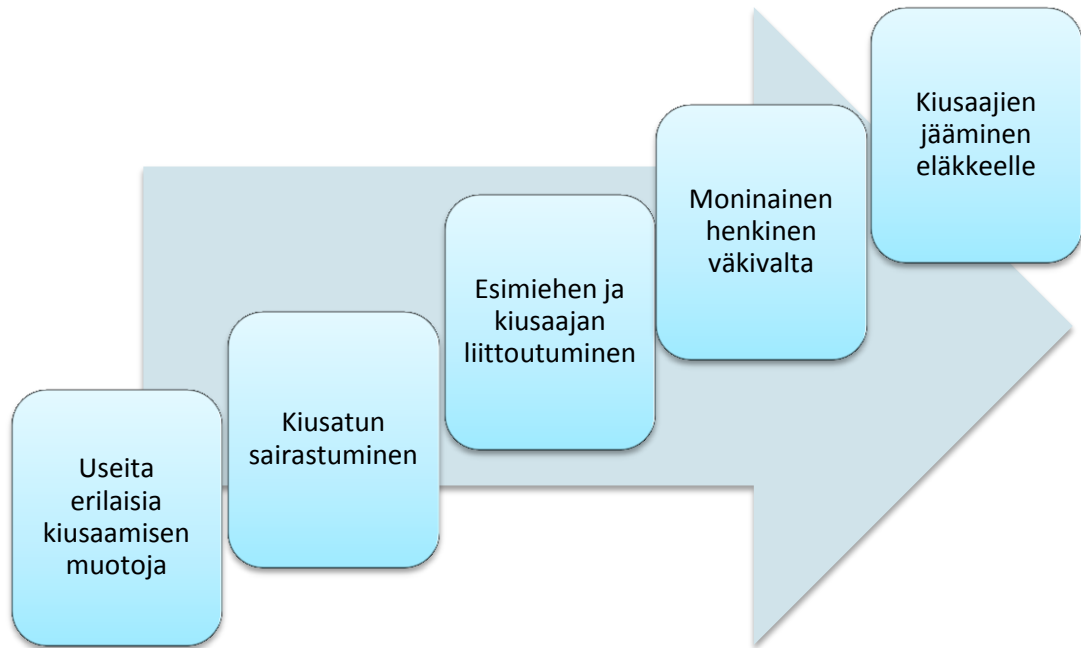 Useita
erilaisia
kiusaamisen
muotoja
Kiusatun
sairastuminen
Esimiehen ja
kiusaajan
liittoutuminen
Moninainen
henkinen
väkivalta
Kiusaajien
jääminen
eläkkeelle